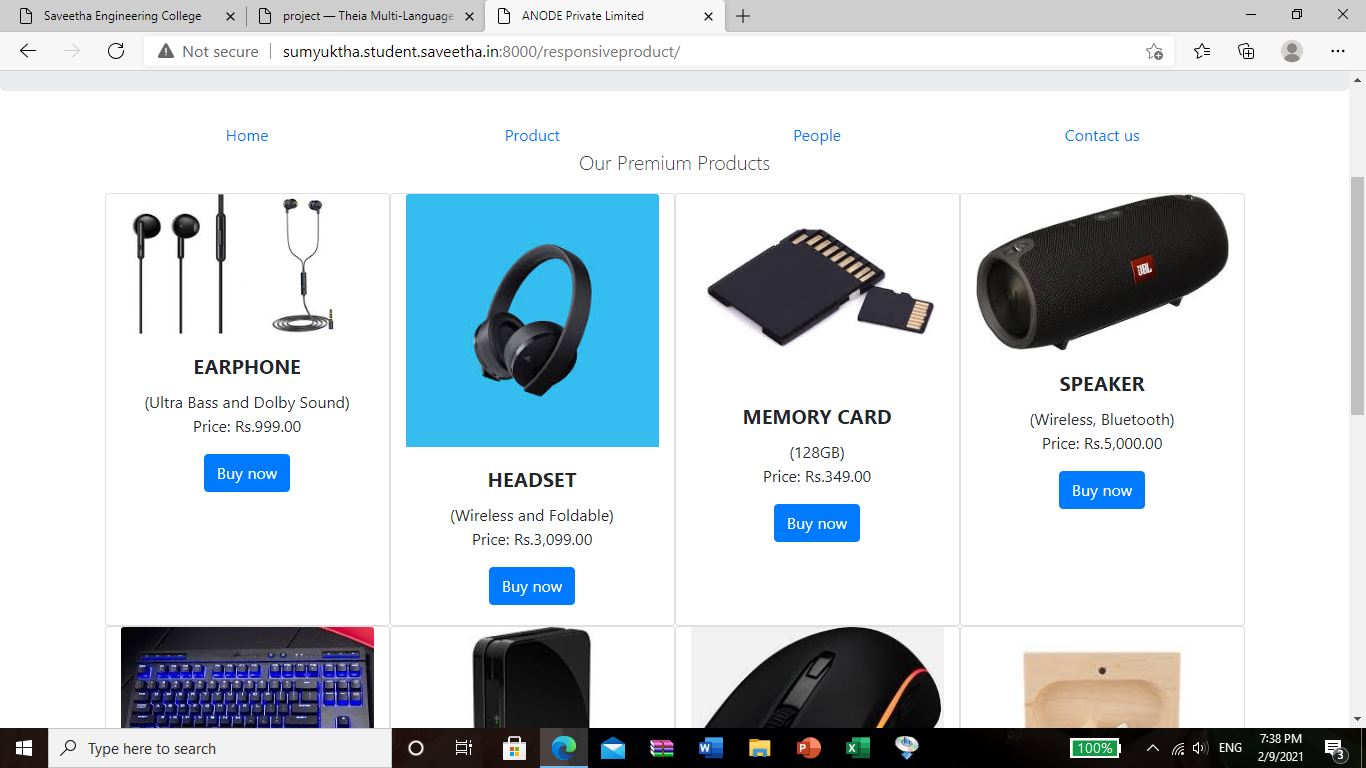 Saveetha Engineering College
project — Theia Multi-Language
ANODE Private Limited
Not secure
sumyuktha.student.saveetha.in:8000/responsiveproduct/
Home
Product
People
Contact us
Our Premium Products
JBL
EARPHONE
(Ultra Bass and Dolby Sound)
Price: Rs.999.00
Buy now
HEADSET
(Wireless and Foldable)
Price: Rs.3,099.00
Buy now
MEMORY CARD
(128GB)
Price: Rs.349.00
Buy now
SPEAKER
(Wireless, Bluetooth)
Price: Rs.5,000.00
Buy now
Type here to search
100%
ENG
7:38 PM
2/9/2021
3